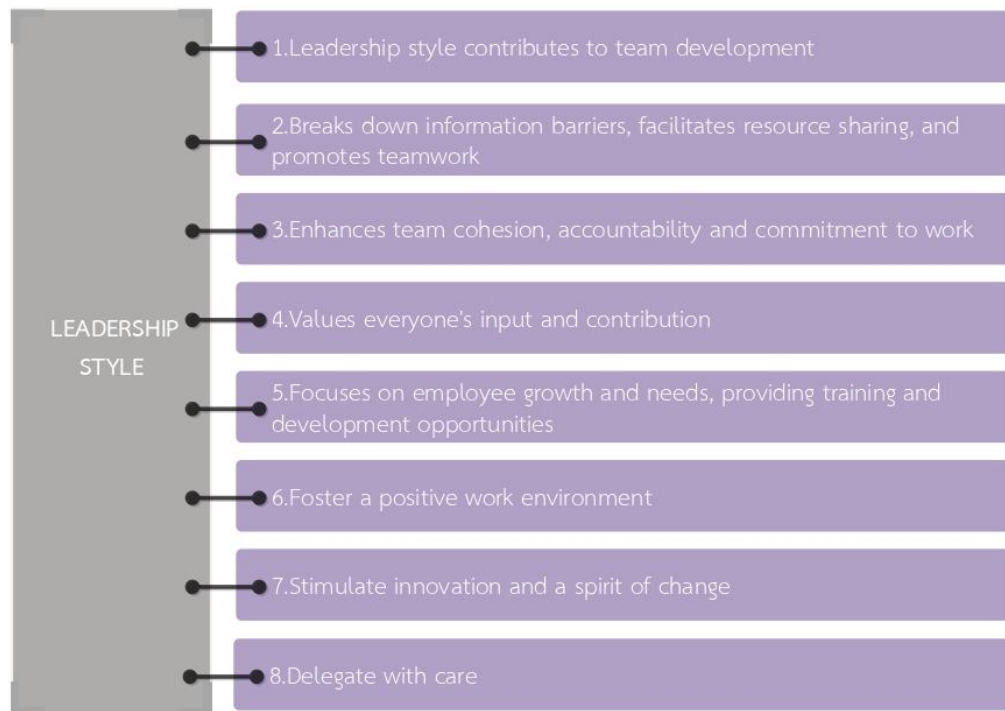 LEADERSHIP
STYLE
1.Leadership style contributes to team development
2.Breaks down information barriers, facilitates resource sharing, and
promotes teamwork
3.Enhances team cohesion, accountability and commitment to work
4.Values everyone's input and contribution
5.Focuses on employee growth and needs, providing training and
development opportunities
6.Foster a positive work environment
7.Stimulate innovation and a spirit of change
8.Delegate with care